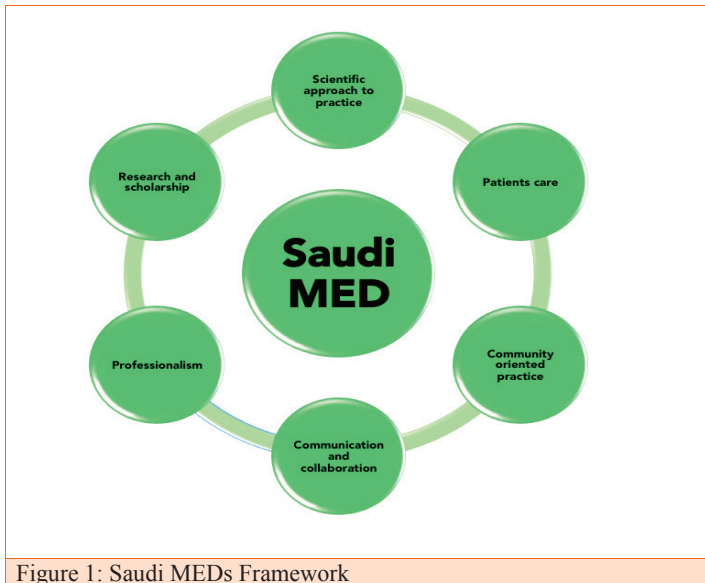 Scientific
approach to
practice
Research and
scholarship
Patients care
Saudi
MED
Professionalism
Community
oriented
practice
Communication
and
collaboration
Figure 1: Saudi MEDs Framework